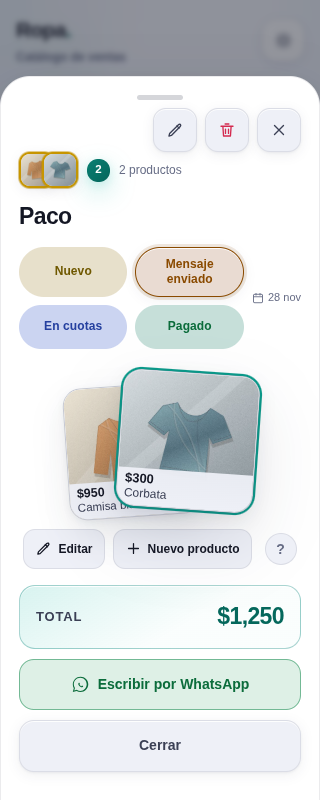 Ropa.
Catálogo de ventas
2
2 productos
Paco
Nuevo
Mensaje
enviado
28 nov
En cuotas
Pagado
$950
Camisa
$300
Corbata
Editar
Nuevo producto
?
TOTAL
$1,250
Escribir por WhatsApp
Cerrar